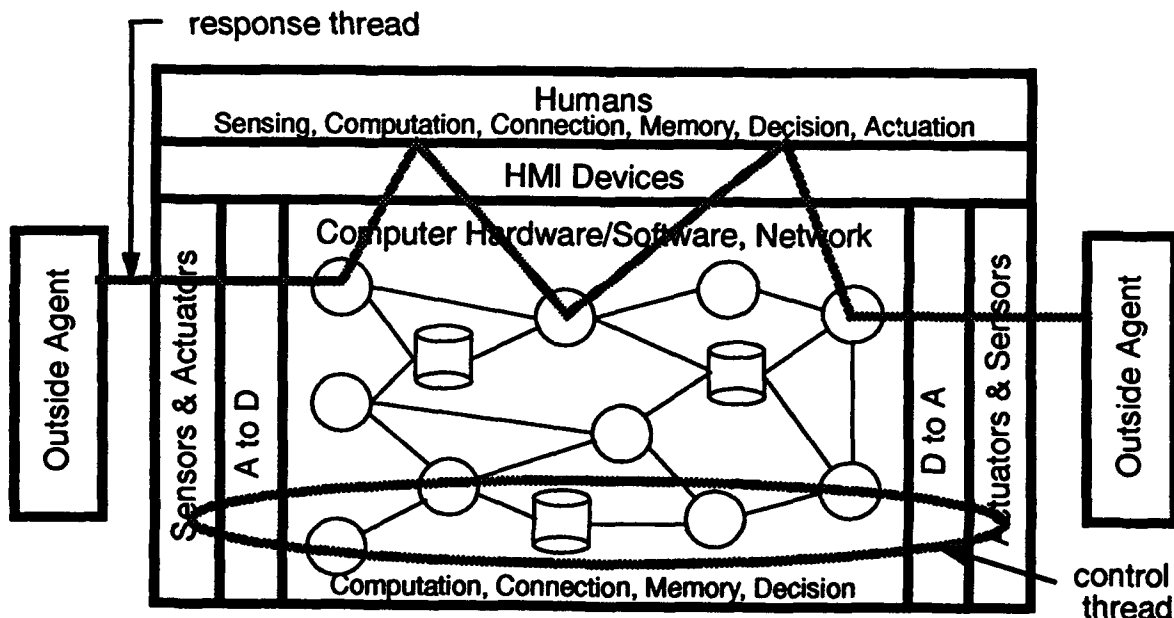 response thread
Humans
Sensing, Computation, Connection, Memory, Decision, Actuation
HMI Devices
Computer Hardware/Software, Network
Outside Agent
Sensors & Actuators
A to D
D to A
Actuators & Sensors
Outside Agent
Computation, Connection, Memory, Decision
control
thread